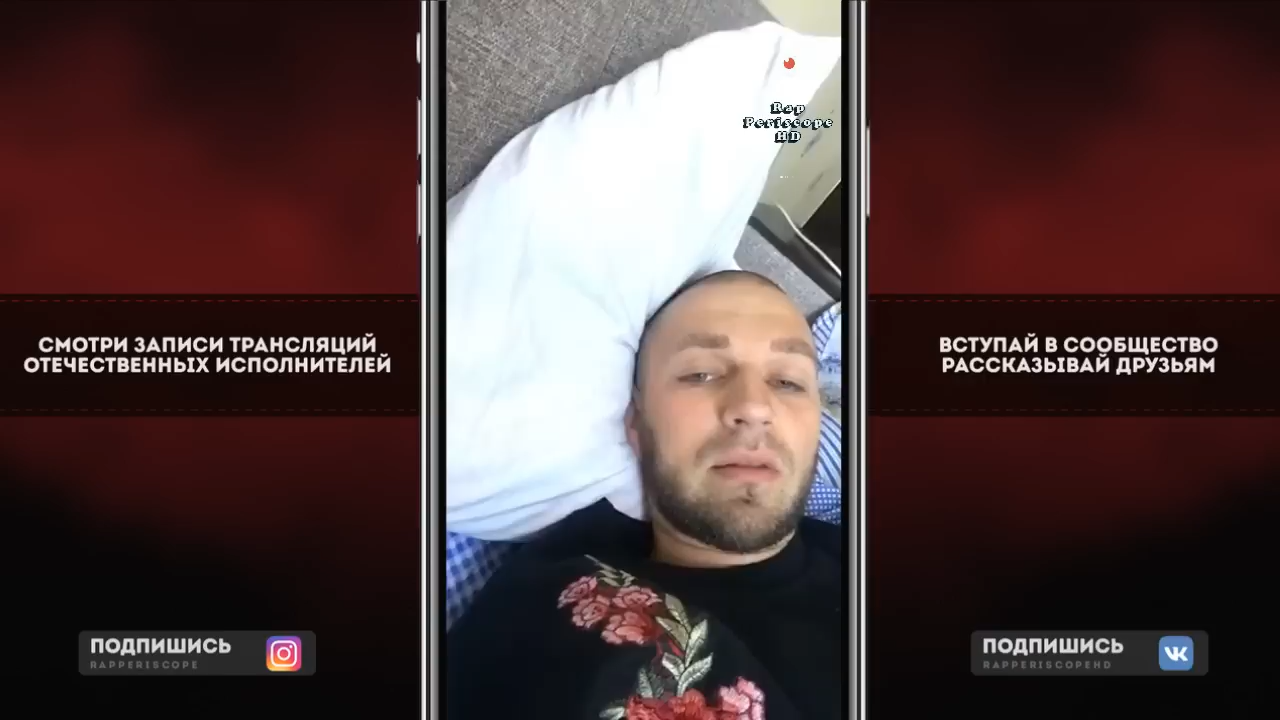 СМОТРИ ЗАПИСИ ТРАНСЛЯЦИЙ
ОТЕЧЕСТВЕННЫХ ИСПОЛНИТЕЛЕЙ
Rap
Periscope
HD
ВСТУПАЙ В СООБЩЕСТВО
РАССКАЗЫВАЙ ДРУЗЬЯМ
ПОДПИШИСЬ
RAPPERISCOPE
ПОДПИШИСЬ
RAPPERISCOPEHD